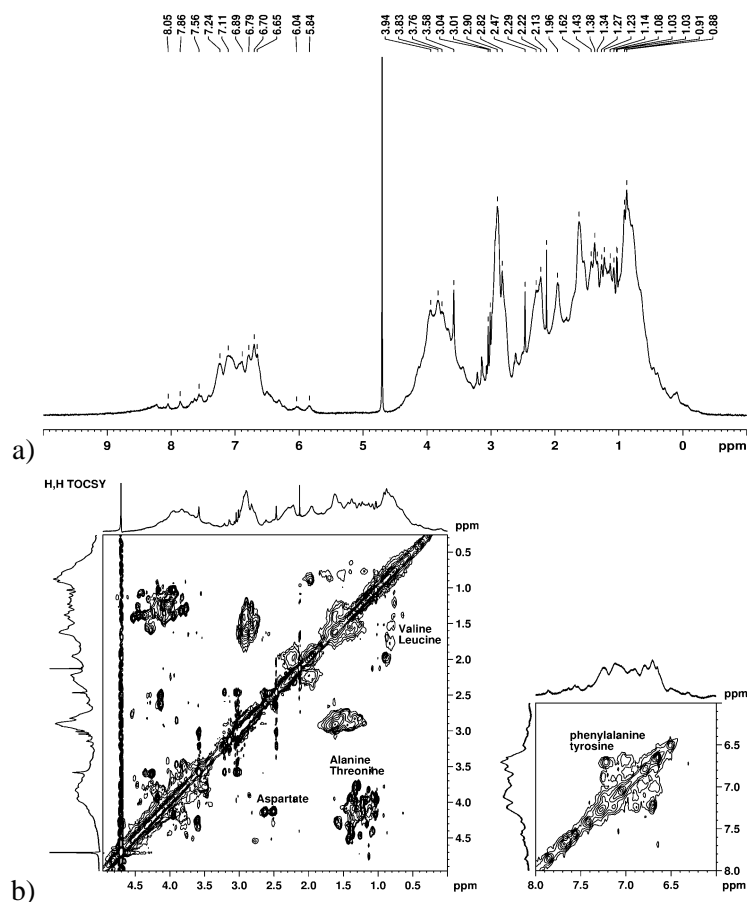 8.05 7.86 7.56 7.24 7.11 6.89 6.79 6.70 6.65 6.04 5.84 3.94 3.83 3.76 3.58 3.04 3.01 2.90 2.82 2.47 2.29 2.22 2.13 1.96 1.62 1.43 1.38 1.34 1.27 1.23 1.14 1.08 1.03 1.03 0.91 0.88
9 8 7 6 5 4 3 2 1 0 ppm
a)
H,H TOCSY
ppm
0.5
1.0
1.5
2.0
2.5
3.0
3.5
4.0
4.5
Valine
Leucine
Alanine
Threonine
Aspartate
4.5 4.0 3.5 3.0 2.5 2.0 1.5 1.0 0.5 0.0 ppm
ppm
6.5
7.0
7.5
8.0
phenylalanine
tyrosine
8.0 7.5 7.0 6.5 ppm
b)